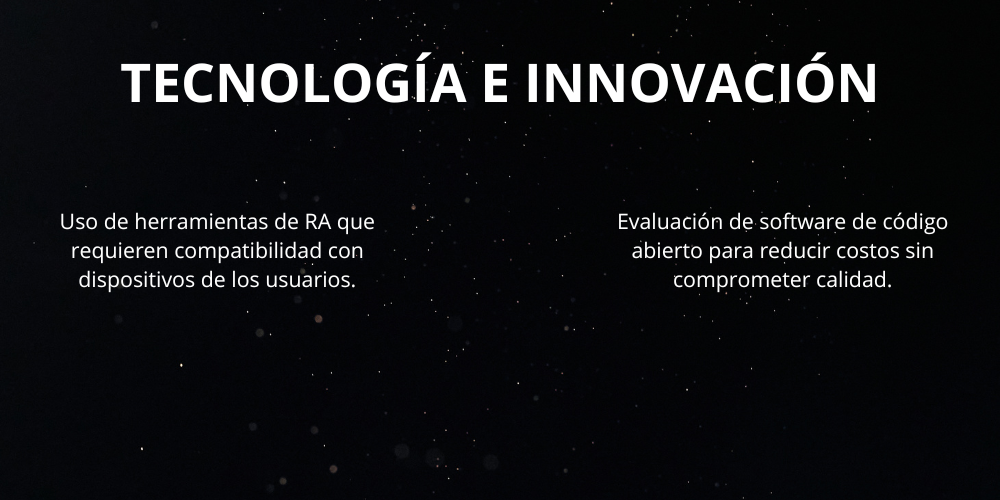 TECNOLOGÍA E INNOVACIÓN
Uso de herramientas de RA que
requieren compatibilidad con
dispositivos de los usuarios.
Evaluación de software de código
abierto para reducir costos sin
comprometer calidad.